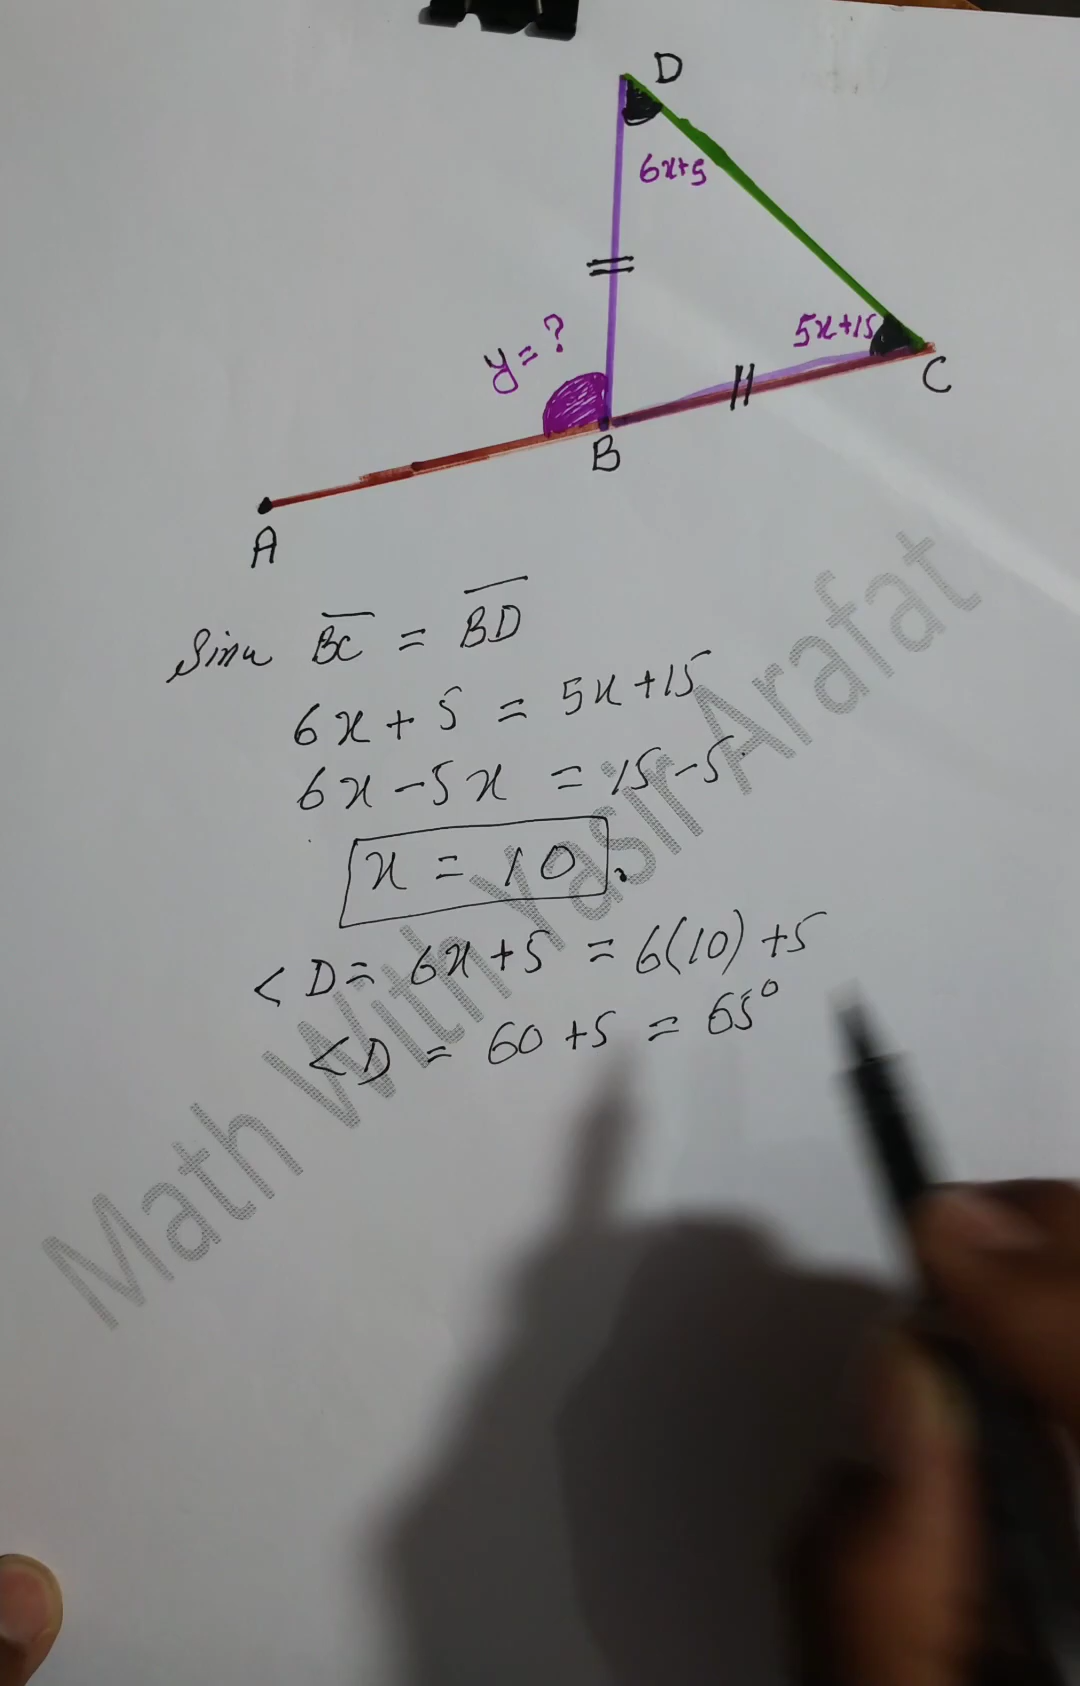 D
6x+5
y=?
5x+15
C
B
A
Since BC = BD
6x+5 = 5x+15
6x-5x = 15-5
x = 10
<D = 6x+5 = 6(10)+5
<D = 60+5 = 65°
Math With Yasir Arafat